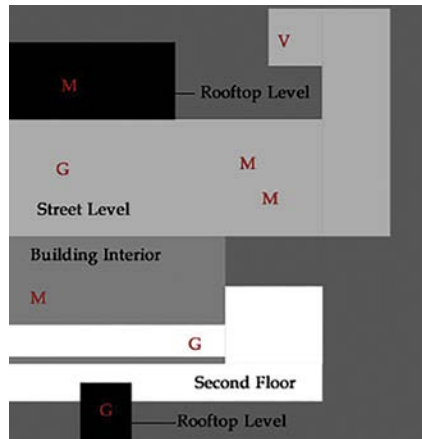 V
M
Rooftop Level
G
M
M
Street Level
Building Interior
M
G
Second Floor
G
Rooftop Level